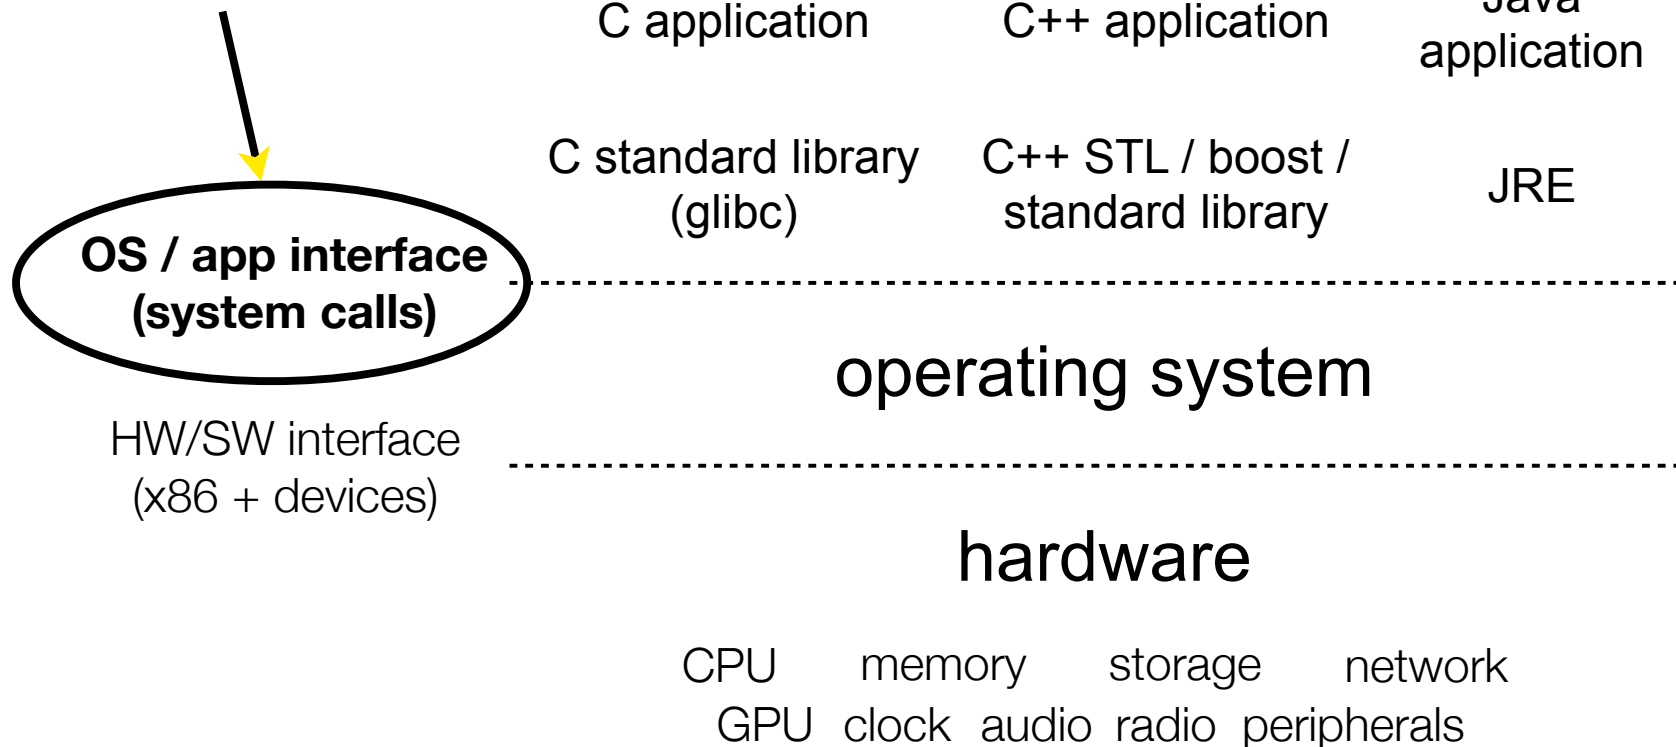 C application
C++ application
Java
application
C standard library
(glibc)
C++ STL / boost /
standard library
JRE
OS / app interface
(system calls)
operating system
HW/SW interface
(x86 + devices)
hardware
CPU memory storage network
GPU clock audio radio peripherals